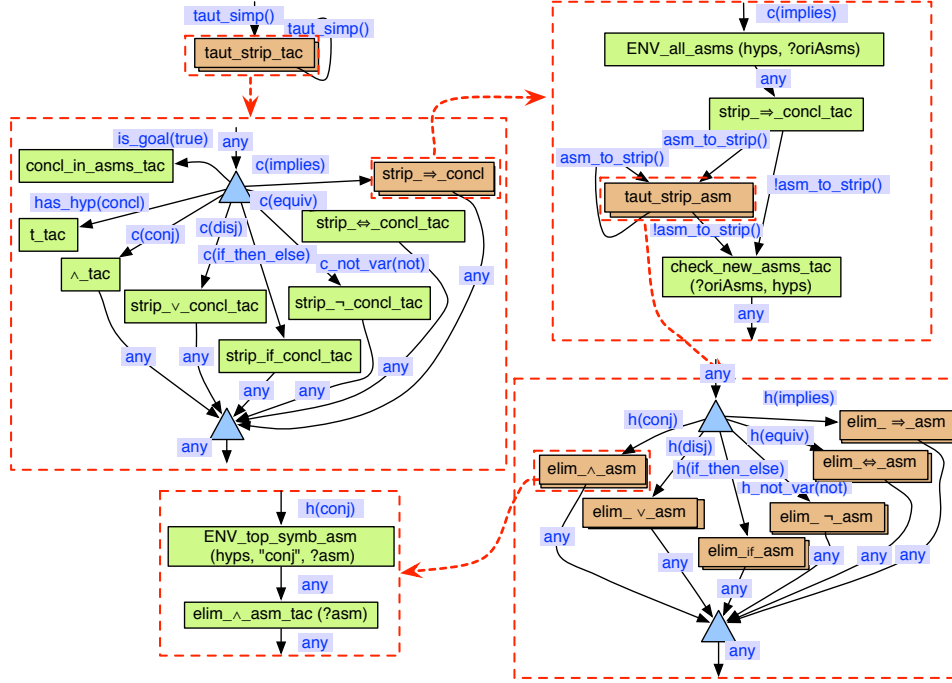 taut_simp()
taut_simp()
taut_strip_tac
is_goal(true)
any
concl_in_asms_tac
c(implies)
strip_⇒_concl
has_hyp(concl)
c(equiv)
t_tac
c(conj)
c(disj)
strip_⇔_concl_tac
c(if_then_else)
∧_tac
c_not_var(not)
any
strip_∨_concl_tac
strip_¬_concl_tac
strip_if_concl_tac
any
any
any
any
any
any
c(implies)
ENV_all_asms (hyps, ?oriAsms)
any
strip_⇒_concl_tac
asm_to_strip()
asm_to_strip()
!asm_to_strip()
taut_strip_asm
!asm_to_strip()
check_new_asms_tac
(?oriAsms, hyps)
any
any
h(implies)
h(conj)
elim_ ⇒_asm
h(disj)
h(equiv)
elim_∧_asm
h(if_then_else)
elim_⇔_asm
h_not_var(not)
elim_ ∨_asm
elim_ ¬_asm
any
elim_if_asm
any
any
any
any
any
any
h(conj)
ENV_top_symb_asm
(hyps, "conj", ?asm)
any
elim_∧_asm_tac (?asm)
any